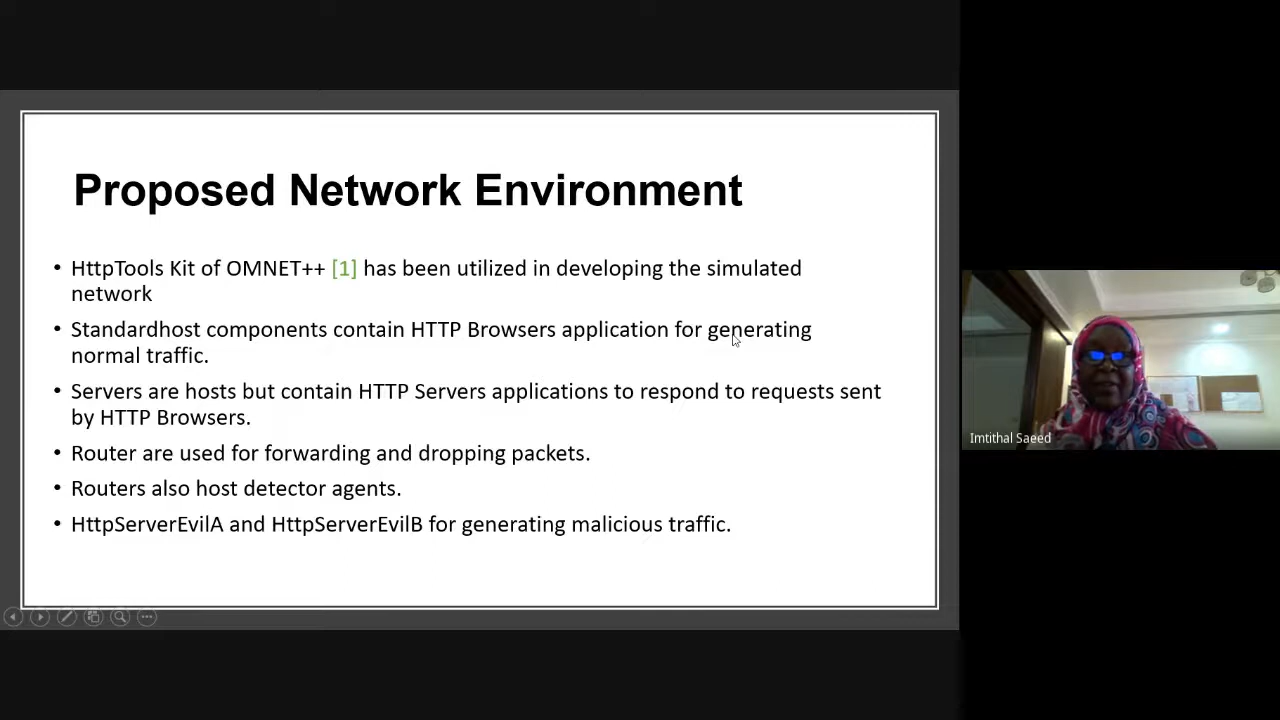 Proposed Network Environment
• HttpTools Kit of OMNET++ [1] has been utilized in developing the simulated
network
• Standardhost components contain HTTP Browsers application for generating
normal traffic.
• Servers are hosts but contain HTTP Servers applications to respond to requests sent
by HTTP Browsers.
• Router are used for forwarding and dropping packets.
• Routers also host detector agents.
• HttpServerEvilA and HttpServerEvilB for generating malicious traffic.
Imtithal Saeed